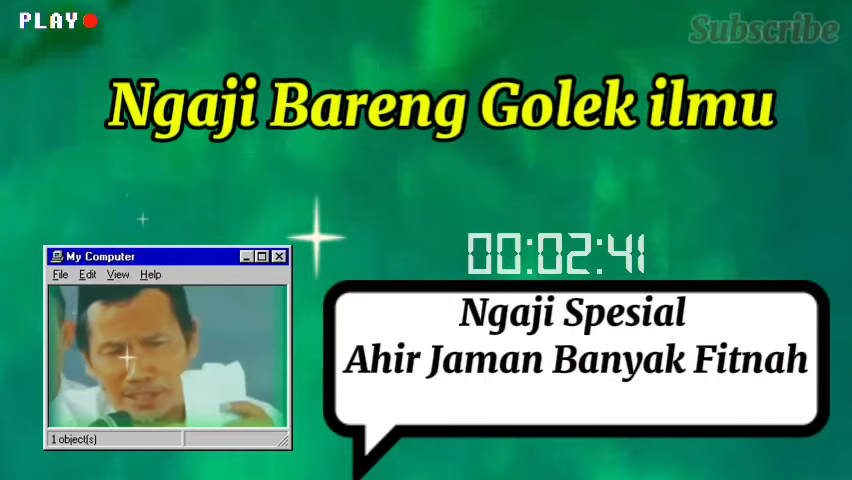 PLAY
Subscribe
Ngaji Bareng Golek ilmu
My Computer
File Edit View Help
00:02:41
Ngaji Spesial
Ahir Jaman Banyak Fitnah
1 object(s)